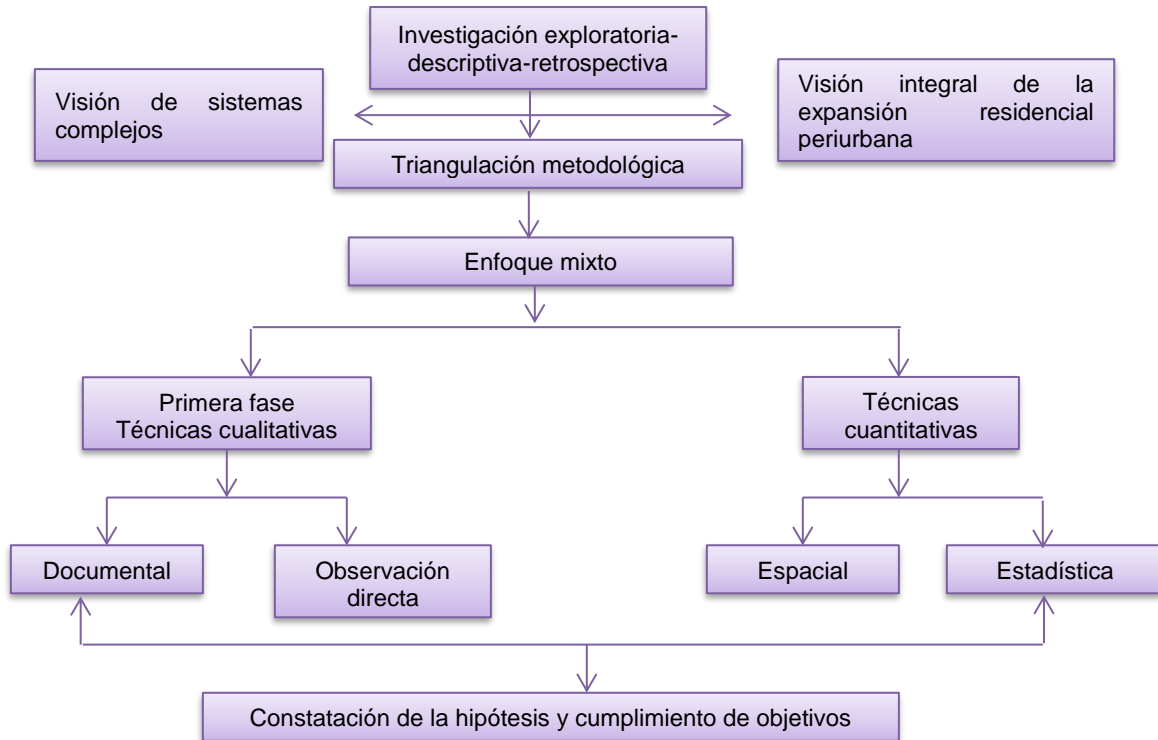 Investigación exploratoria-
descriptiva-retrospectiva
Visión de sistemas
complejos
Visión integral de la
expansión residencial
periurbana
Triangulación metodológica
Enfoque mixto
Primera fase
Técnicas cualitativas
Técnicas
cuantitativas
Documental
Observación
directa
Espacial
Estadística
Constatación de la hipótesis y cumplimiento de objetivos